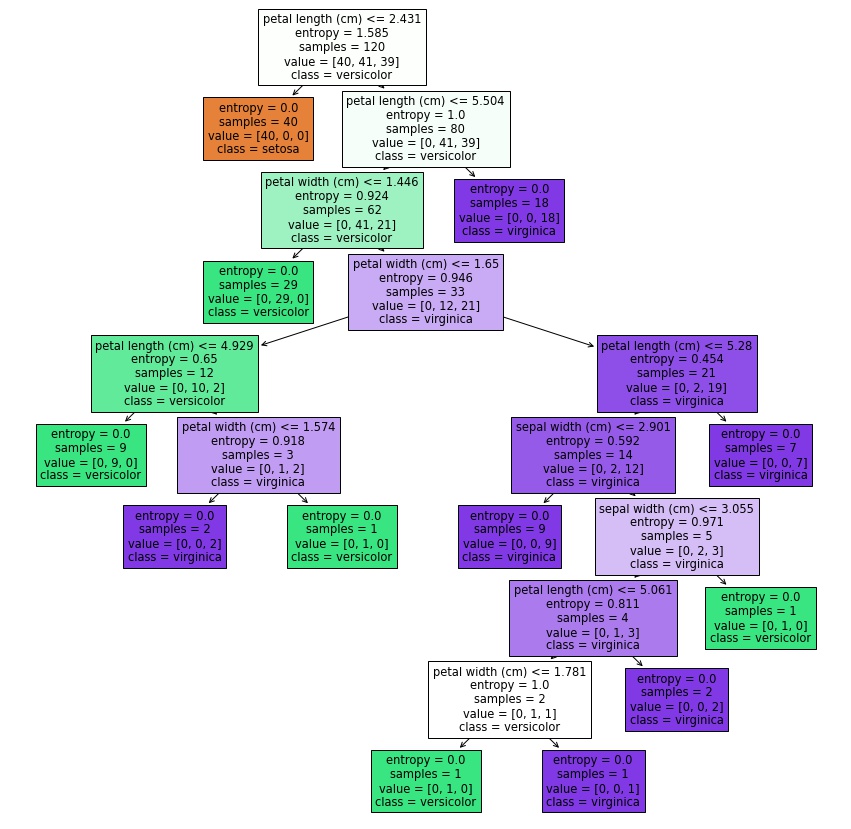 petal length (cm) <= 2.431
entropy = 1.585
samples = 120
value = [40, 41, 39]
class = versicolor
entropy = 0.0
samples = 40
value = [40, 0, 0]
class = setosa
petal length (cm) <= 5.504
entropy = 1.0
samples = 80
value = [0, 41, 39]
class = versicolor
petal width (cm) <= 1.446
entropy = 0.924
samples = 62
value = [0, 41, 21]
class = versicolor
entropy = 0.0
samples = 18
value = [0, 0, 18]
class = virginica
entropy = 0.0
samples = 29
value = [0, 29, 0]
class = versicolor
petal width (cm) <= 1.65
entropy = 0.946
samples = 33
value = [0, 12, 21]
class = virginica
petal length (cm) <= 4.929
entropy = 0.65
samples = 12
value = [0, 10, 2]
class = versicolor
petal length (cm) <= 5.28
entropy = 0.454
samples = 21
value = [0, 2, 19]
class = virginica
entropy = 0.0
samples = 9
value = [0, 9, 0]
class = versicolor
petal width (cm) <= 1.574
entropy = 0.918
samples = 3
value = [0, 1, 2]
class = virginica
sepal width (cm) <= 2.901
entropy = 0.592
samples = 14
value = [0, 2, 12]
class = virginica
entropy = 0.0
samples = 7
value = [0, 0, 7]
class = virginica
entropy = 0.0
samples = 2
value = [0, 0, 2]
class = virginica
entropy = 0.0
samples = 1
value = [0, 1, 0]
class = versicolor
entropy = 0.0
samples = 9
value = [0, 0, 9]
class = virginica
sepal width (cm) <= 3.055
entropy = 0.971
samples = 5
value = [0, 2, 3]
class = virginica
petal length (cm) <= 5.061
entropy = 0.811
samples = 4
value = [0, 1, 3]
class = virginica
entropy = 0.0
samples = 1
value = [0, 1, 0]
class = versicolor
petal width (cm) <= 1.781
entropy = 1.0
samples = 2
value = [0, 1, 1]
class = versicolor
entropy = 0.0
samples = 2
value = [0, 0, 2]
class = virginica
entropy = 0.0
samples = 1
value = [0, 1, 0]
class = versicolor
entropy = 0.0
samples = 1
value = [0, 0, 1]
class = virginica